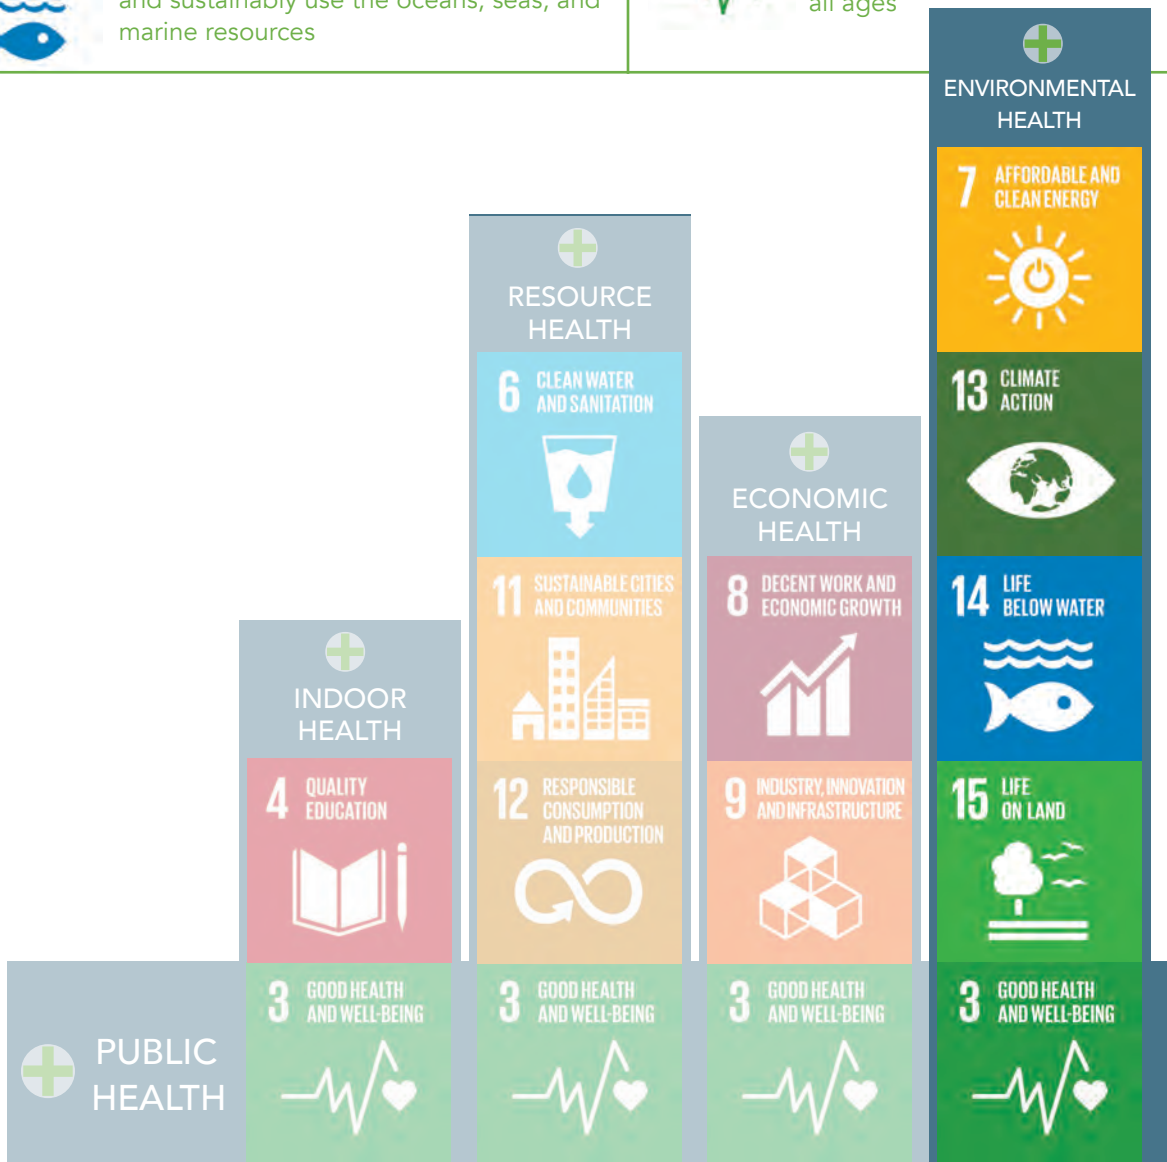 and sustainably use the oceans, seas, and
marine resources
all ages
ENVIRONMENTAL
HEALTH
7 AFFORDABLE AND
CLEAN ENERGY
13 CLIMATE
ACTION
14 LIFE
BELOW WATER
15 LIFE
ON LAND
3 GOOD HEALTH
AND WELL-BEING
RESOURCE
HEALTH
6 CLEAN WATER
AND SANITATION
11 SUSTAINABLE CITIES
AND COMMUNITIES
12 RESPONSIBLE
CONSUMPTION
AND PRODUCTION
3 GOOD HEALTH
AND WELL-BEING
ECONOMIC
HEALTH
8 DECENT WORK AND
ECONOMIC GROWTH
9 INDUSTRY, INNOVATION
AND INFRASTRUCTURE
3 GOOD HEALTH
AND WELL-BEING
INDOOR
HEALTH
4 QUALITY
EDUCATION
3 GOOD HEALTH
AND WELL-BEING
PUBLIC
HEALTH